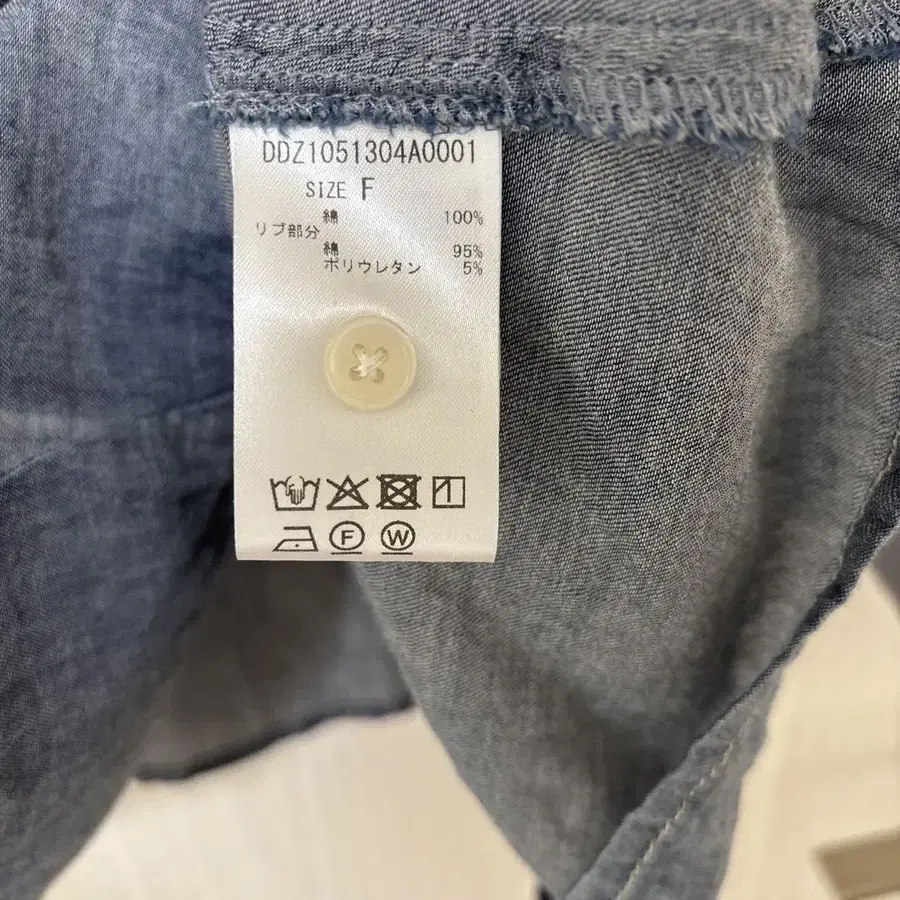 DDZ1051304A0001
SIZE F
綿 100%
リブ部分
綿 95%
ポリウレタン 5%
F W